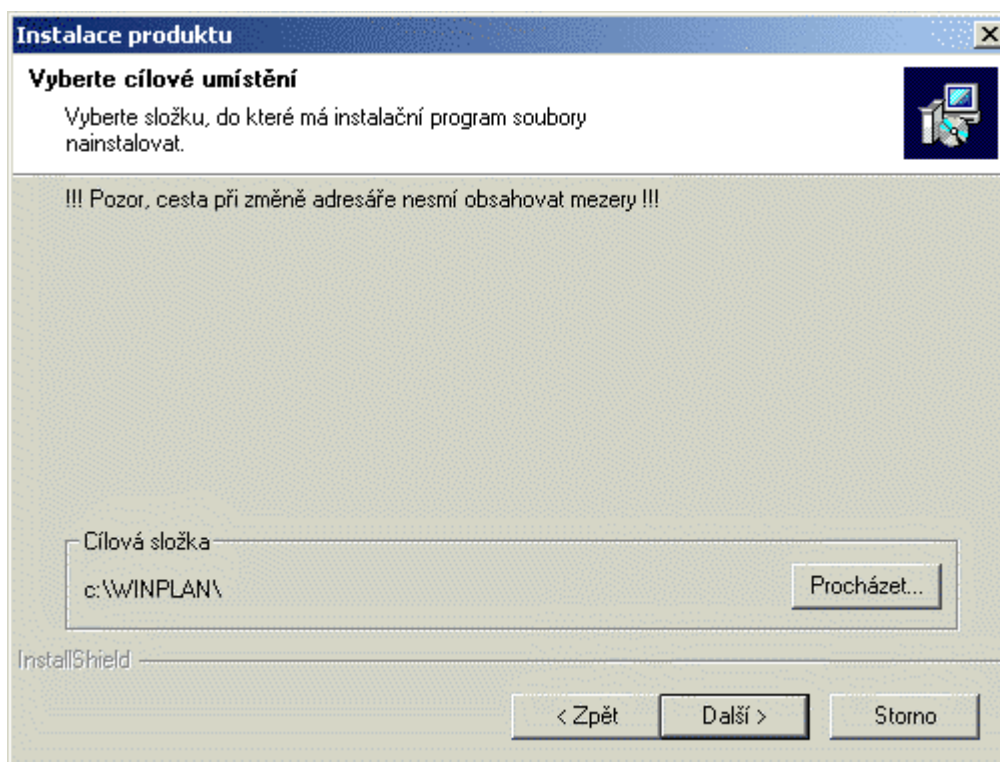 Instalace produktu
Vyberte cílové umístění
Vyberte složku, do které má instalační program soubory
nainstalovat.
!!! Pozor, cesta při změně adresáře nesmí obsahovat mezery !!!
Cílová složka
c:\WINPLAN\
Procházet...
InstallShield
< Zpět
Další >
Storno